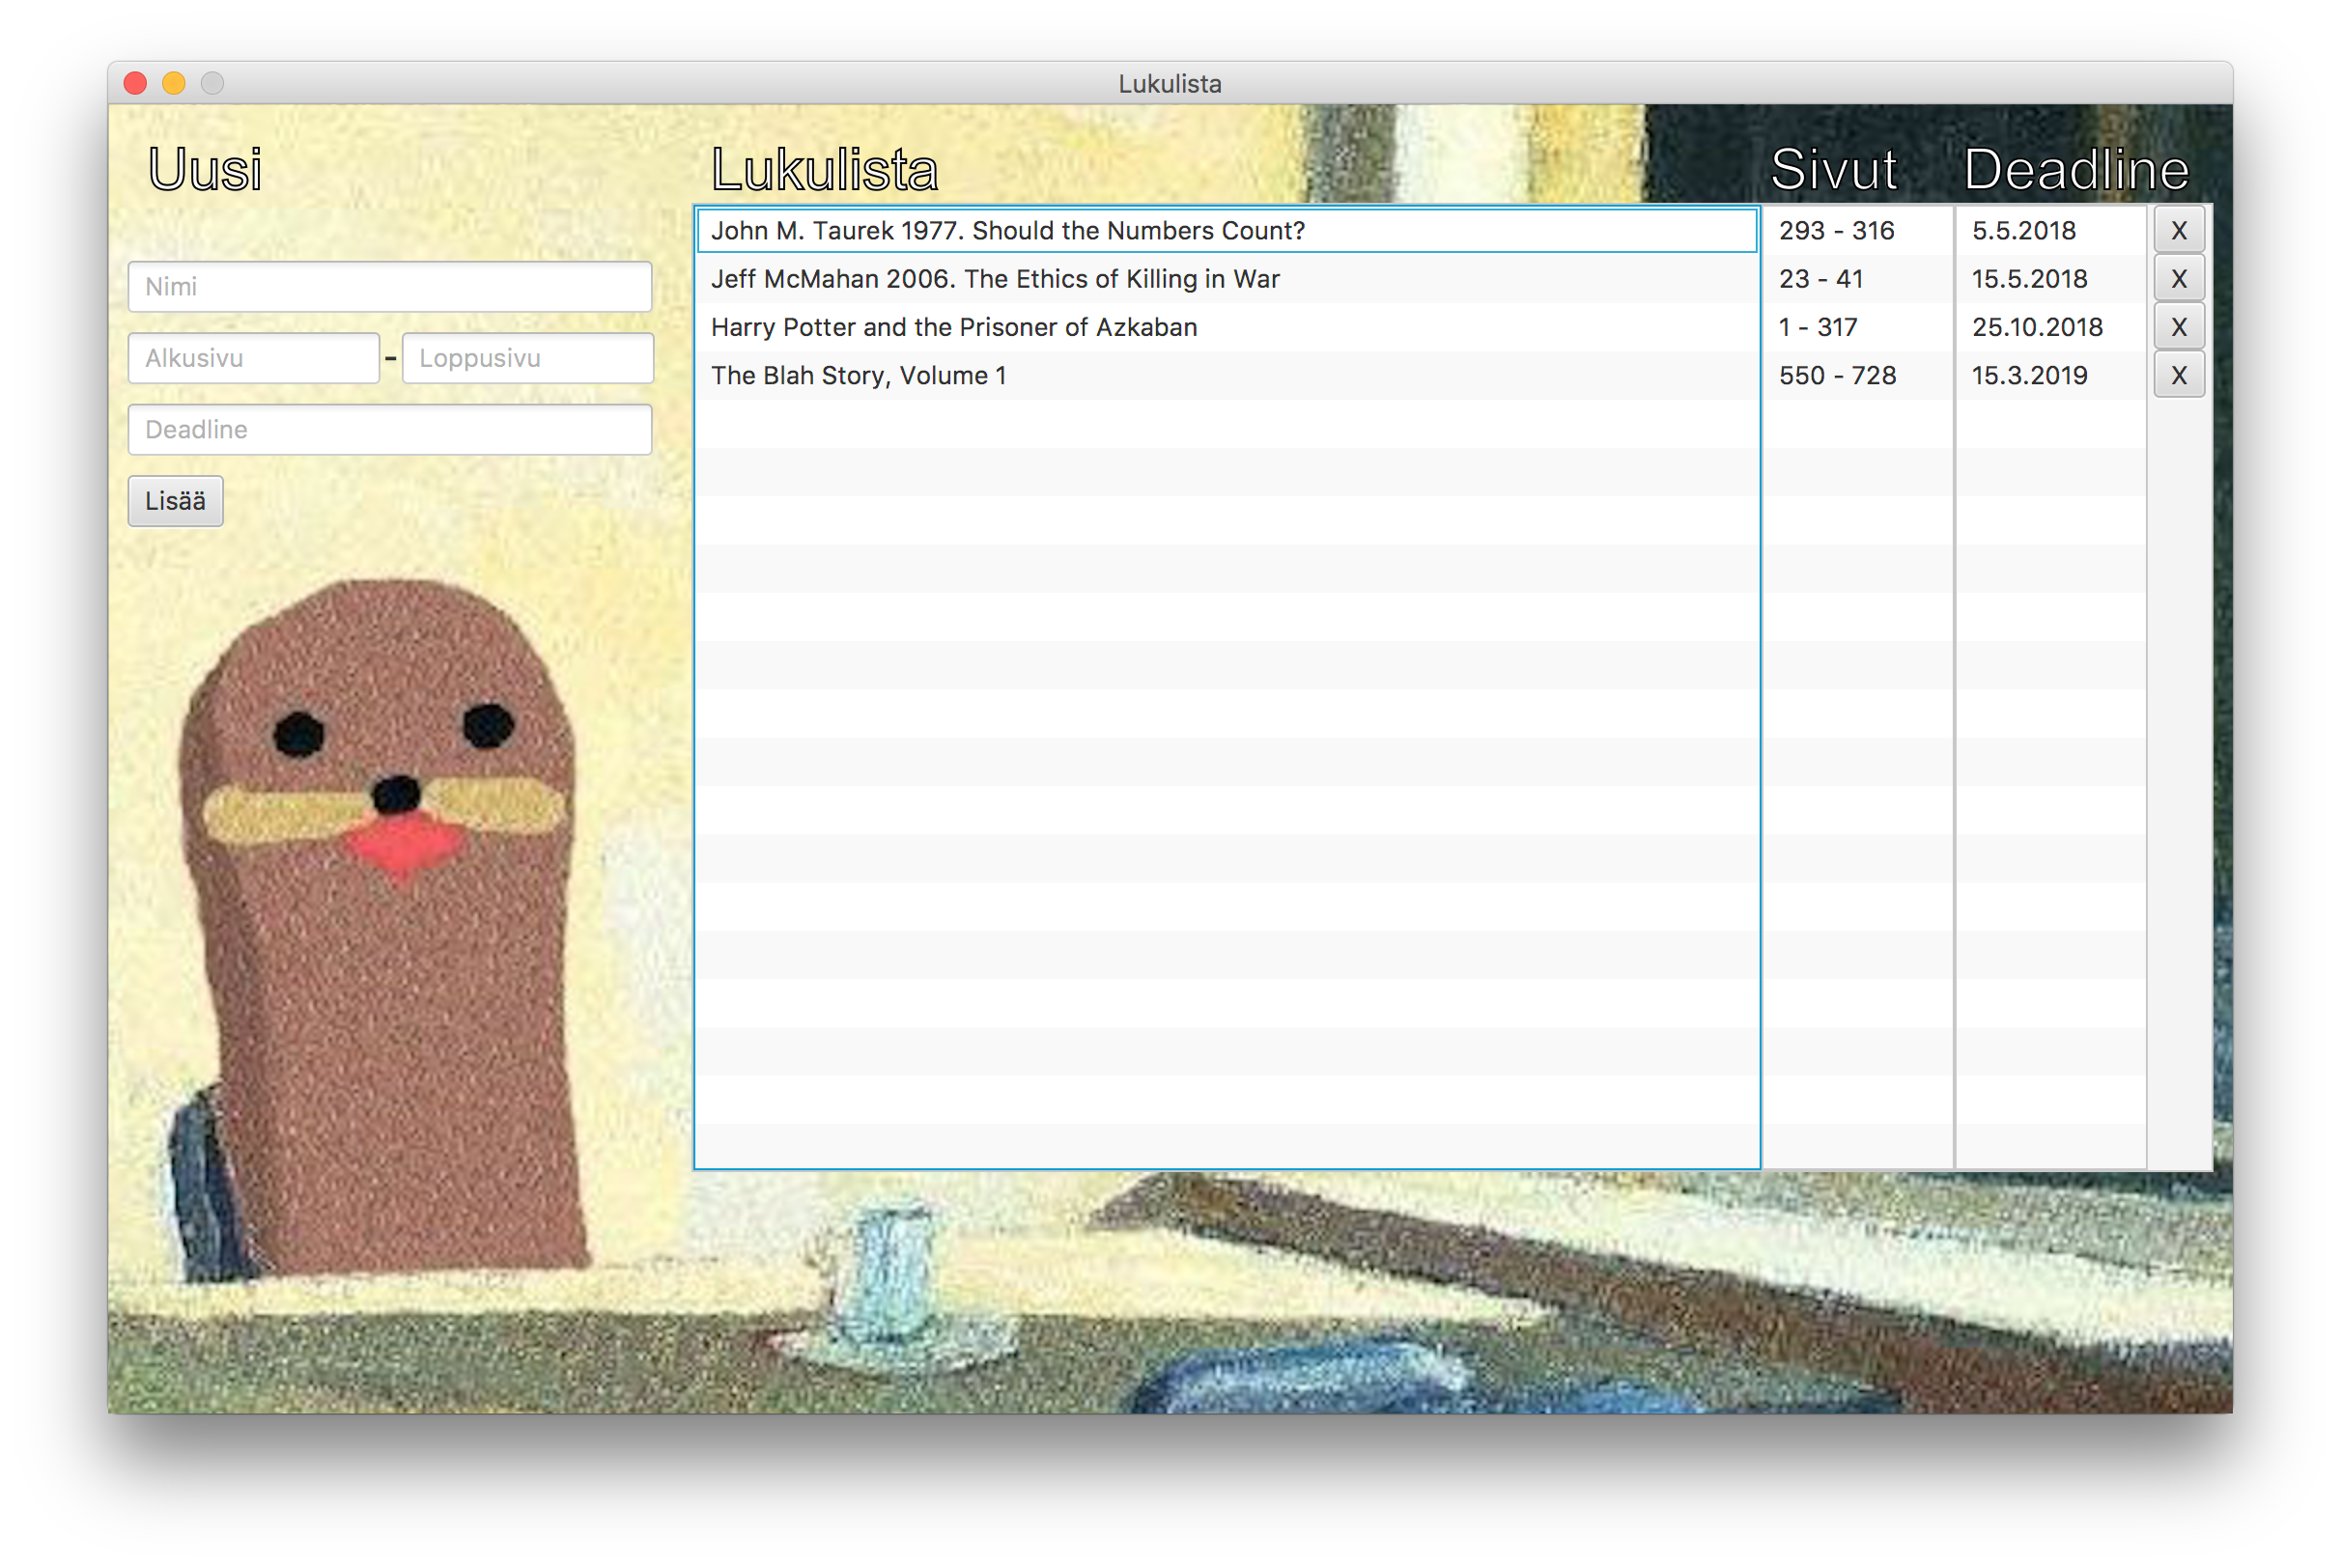 Lukulista
Uusi
Nimi
Alkusivu - Loppusivu
Deadline
Lisää
Lukulista Sivut Deadline
John M. Taurek 1977. Should the Numbers Count? 293 - 316 5.5.2018 X
Jeff McMahan 2006. The Ethics of Killing in War 23 - 41 15.5.2018 X
Harry Potter and the Prisoner of Azkaban 1 - 317 25.10.2018 X
The Blah Story, Volume 1 550 - 728 15.3.2019 X